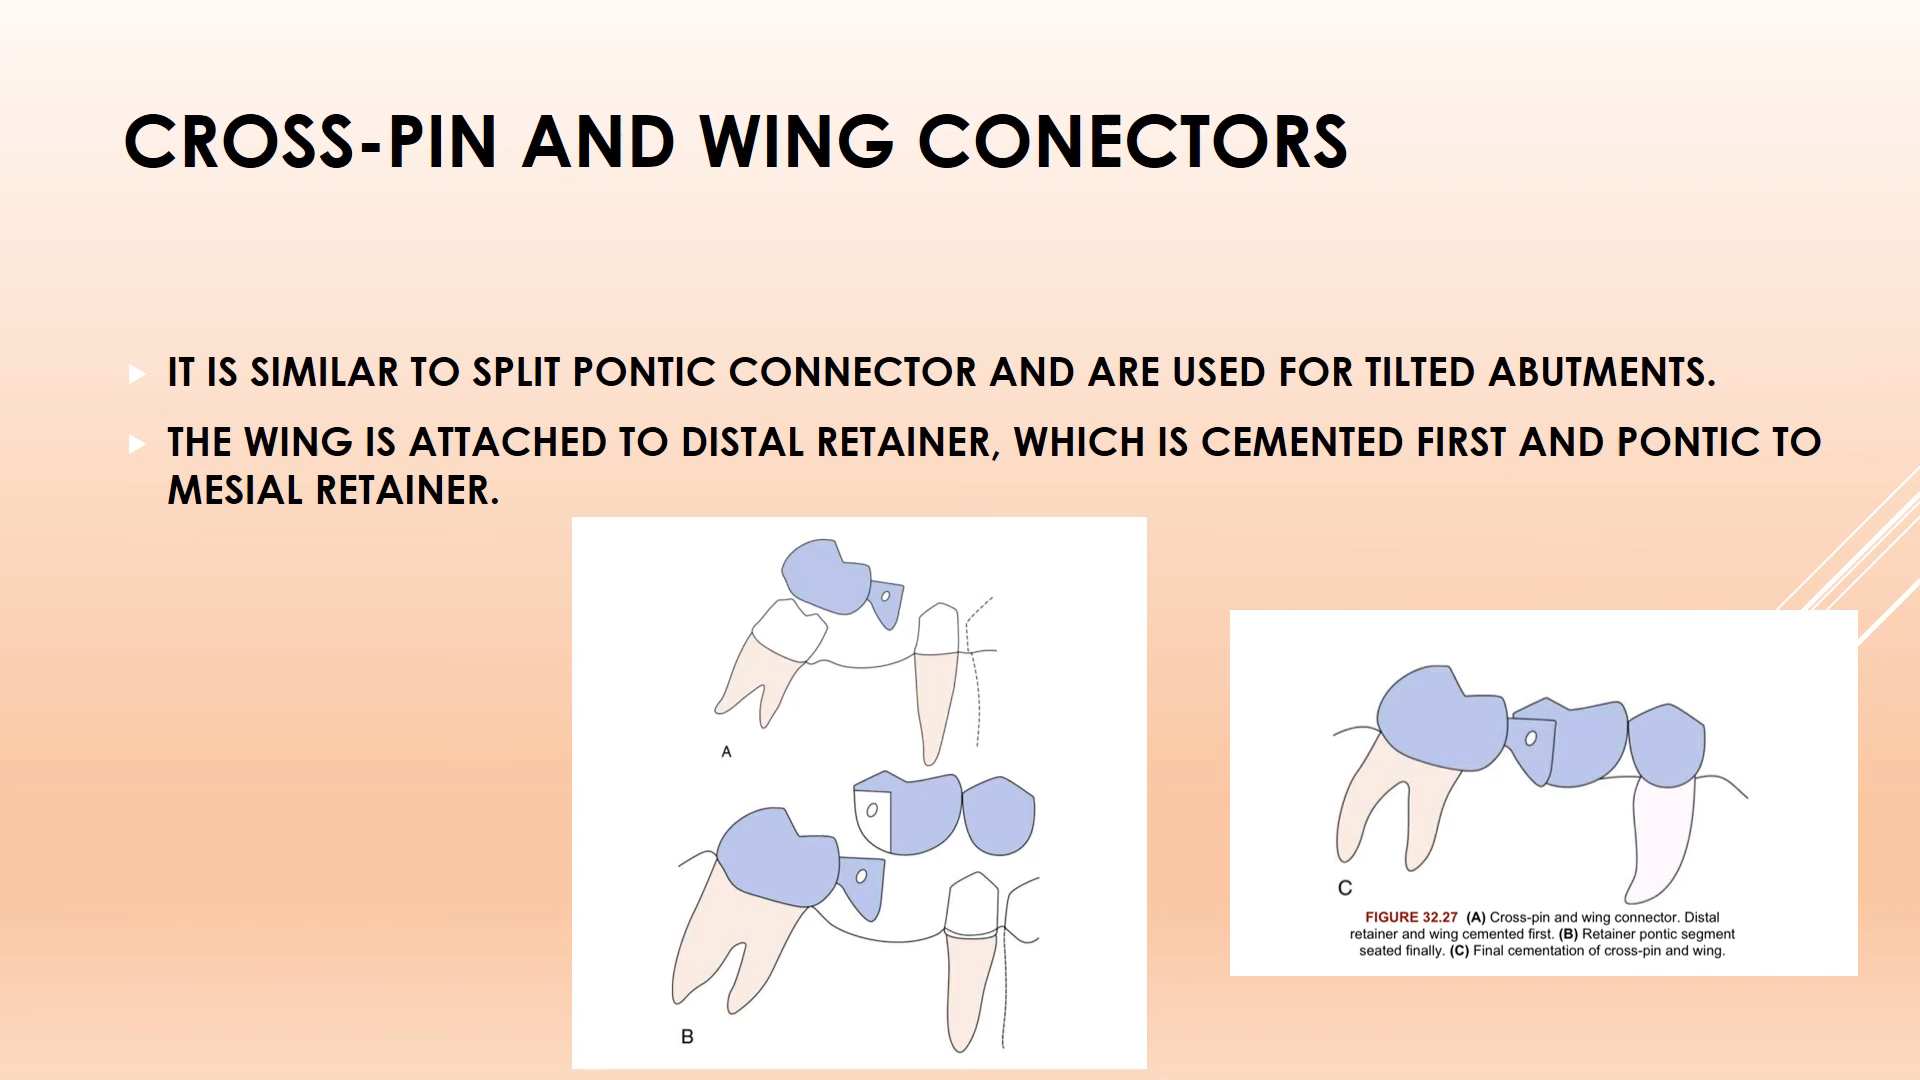 CROSS-PIN AND WING CONECTORS
IT IS SIMILAR TO SPLIT PONTIC CONNECTOR AND ARE USED FOR TILTED ABUTMENTS.
THE WING IS ATTACHED TO DISTAL RETAINER, WHICH IS CEMENTED FIRST AND PONTIC TO
MESIAL RETAINER.
A
B
C
FIGURE 32.27 (A) Cross-pin and wing connector. Distal
retainer and wing cemented first. (B) Retainer pontic segment
seated finally. (C) Final cementation of cross-pin and wing.